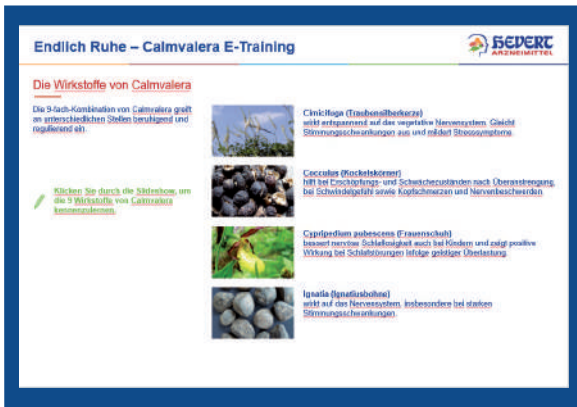 Endlich Ruhe – Calmvalera E-Training
HEVERT
ARZNEIMITTEL
Die Wirkstoffe von Calmvalera
Die 9-fach-Kombination von Calmvalera greift
an unterschiedlichen Stellen beruhigend und
regulierend ein.
Klicken Sie durch die Slideshow, um
die 9 Wirkstoffe von Calmvalera
kennenzulernen.
Cimicifuga (Traubensilberkerze)
wirkt entspannend auf das vegetative Nervensystem. Gleicht
Stimmungsschwankungen aus und mildert Stresssymptome.
Cocculus (Kockelskörner)
hilft bei Erschöpfungs- und Schwächezuständen nach Überanstrengung,
bei Schwindelgefühl sowie Kopfschmerzen und Nervenbeschwerden.
Cypripedium pubescens (Frauenschuh)
bessert nervöse Schlaflosigkeit auch bei Kindern und zeigt positive
Wirkung bei Schlafstörungen infolge geistiger Überlastung.
Ignatia (Ignatiusbohne)
wirkt auf das Nervensystem, insbesondere bei starken
Stimmungsschwankungen.